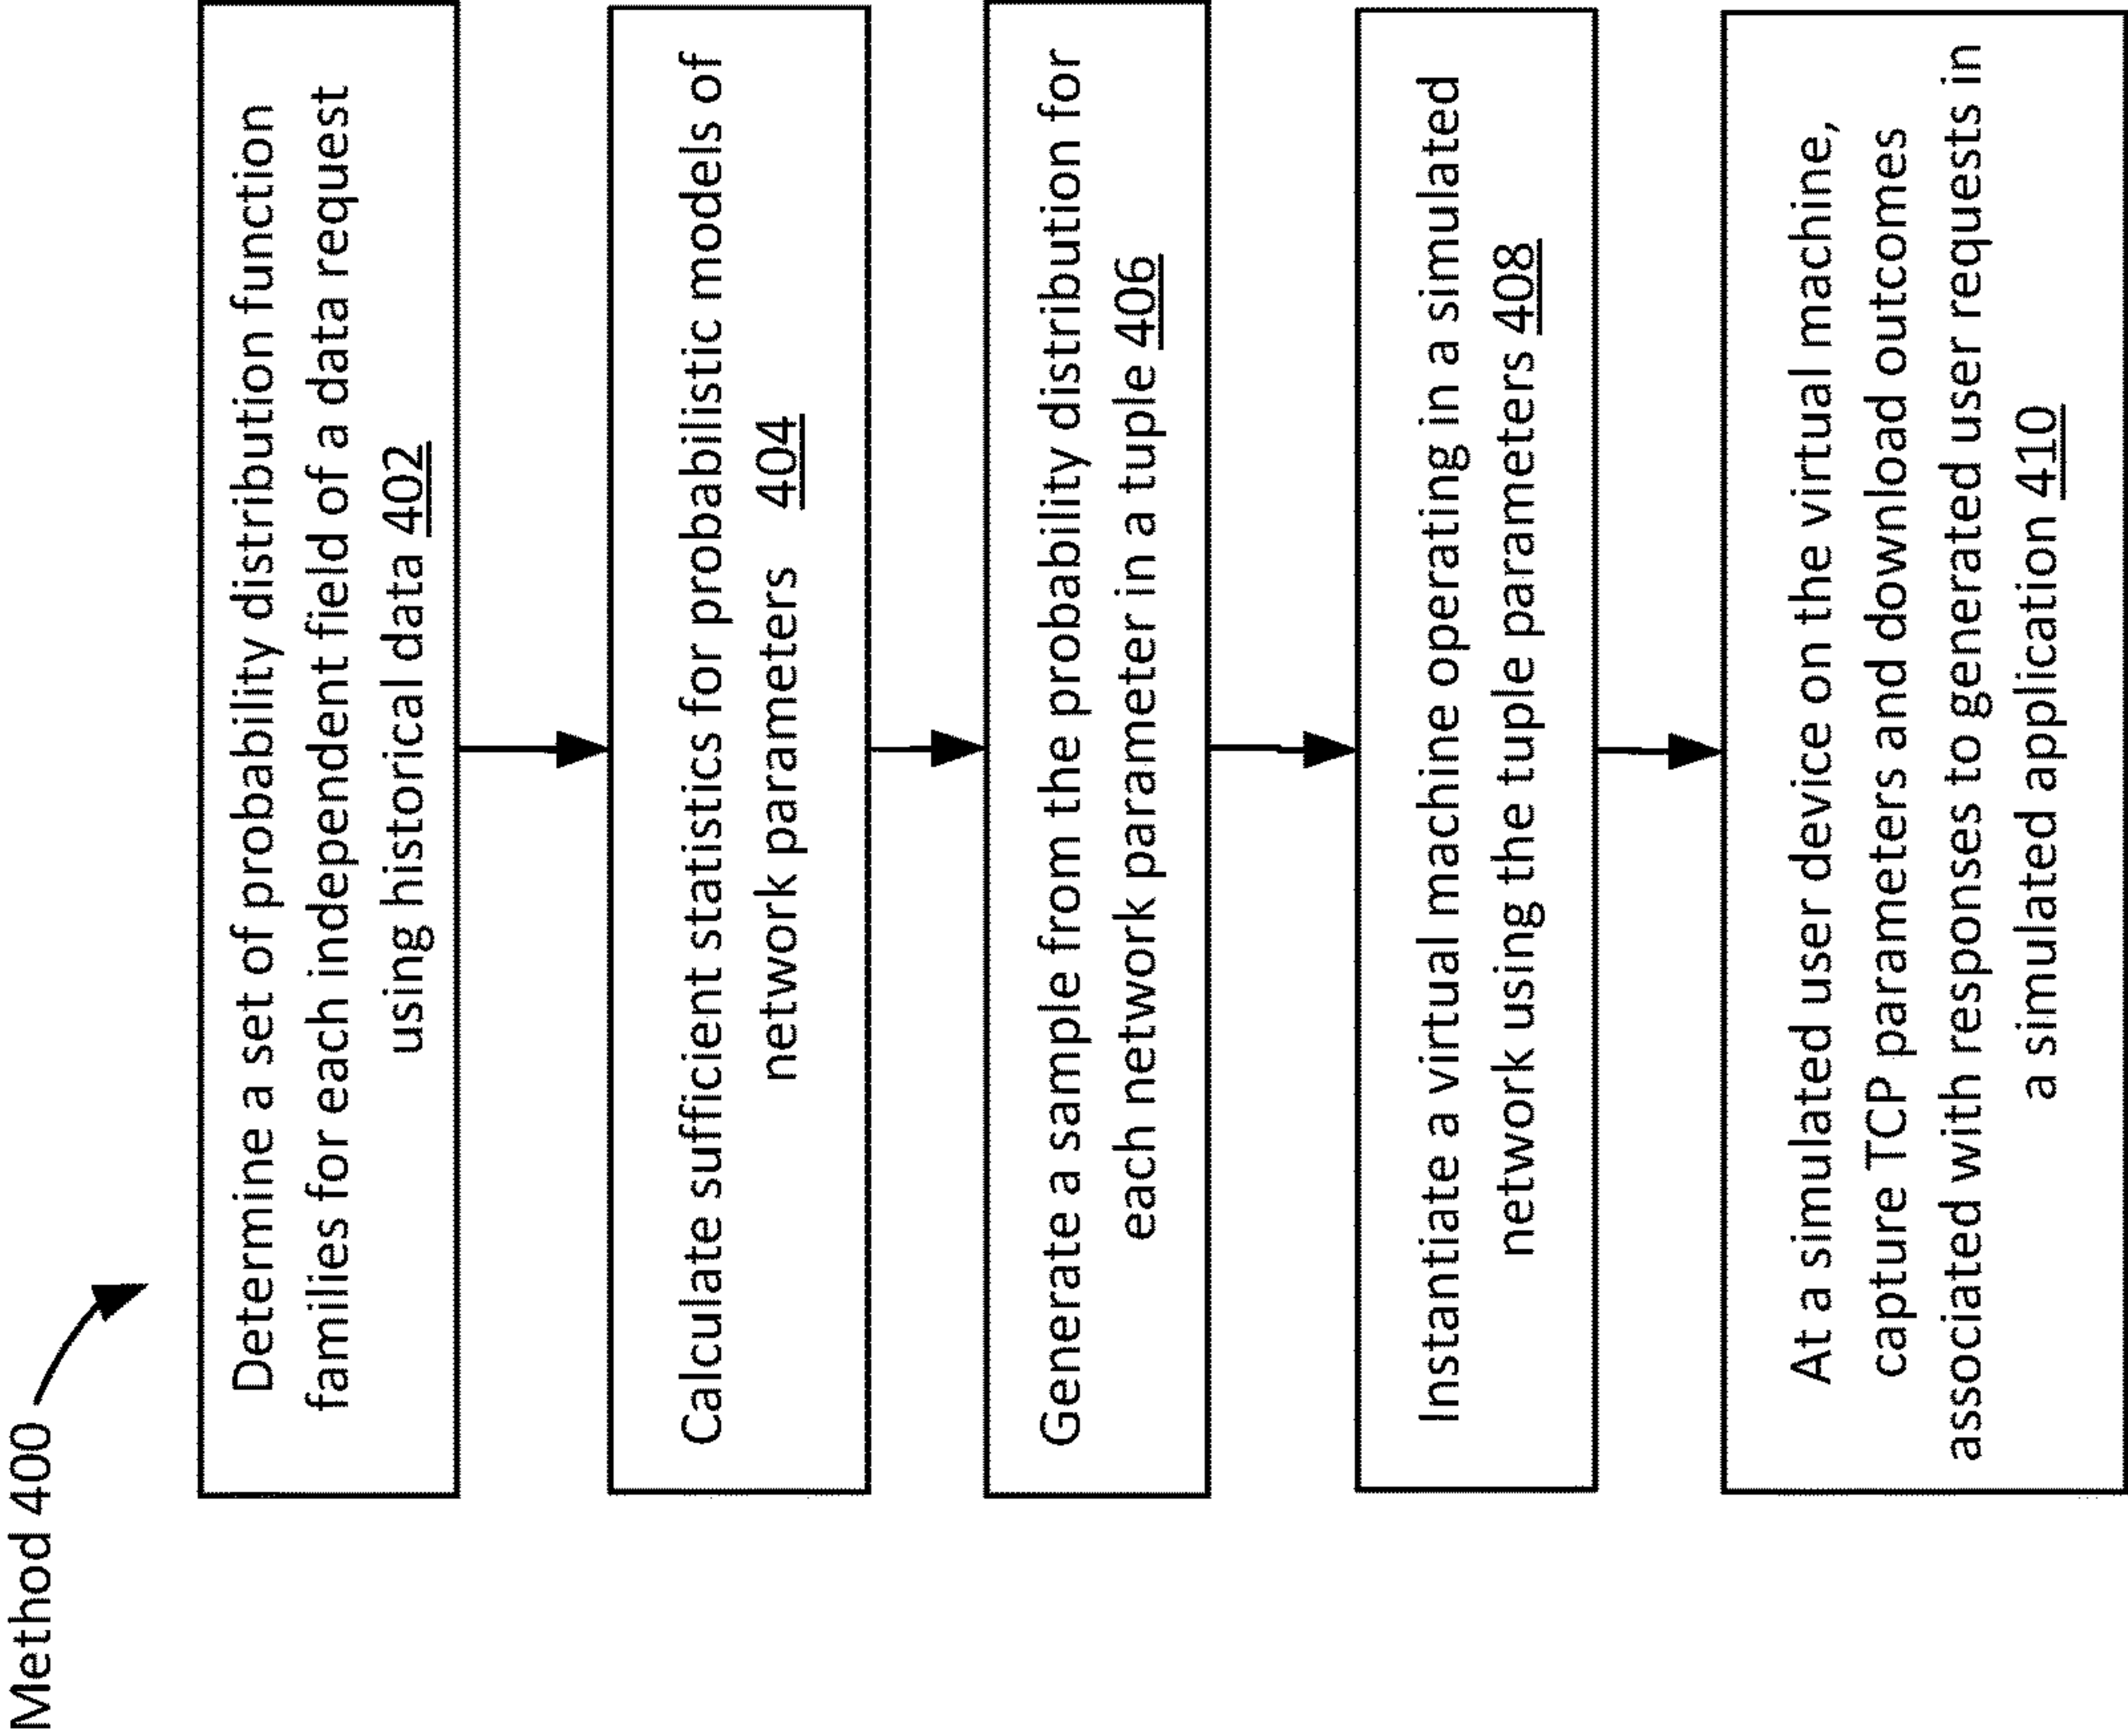 Method 400
Determine a set of probability distribution function
families for each independent field of a data request
using historical data 402
Calculate sufficient statistics for probabilistic models of
network parameters 404
Generate a sample from the probability distribution for
each network parameter in a tuple 406
Instantiate a virtual machine operating in a simulated
network using the tuple parameters 408
At a simulated user device on the virtual machine,
capture TCP parameters and download outcomes
associated with responses to generated user requests in
a simulated application 410